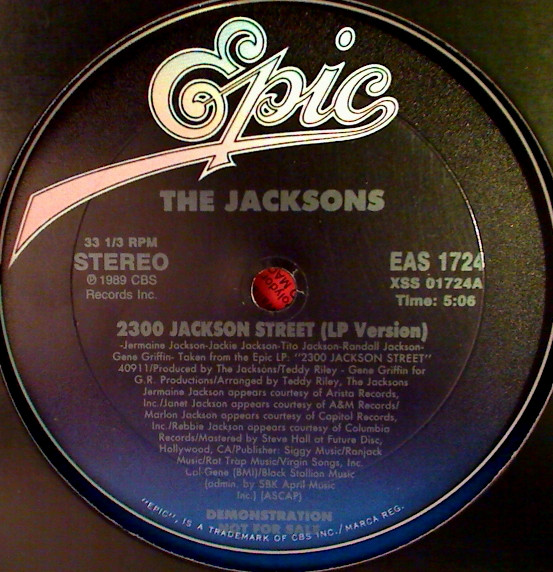 Epic
THE JACKSONS
33 1/3 RPM
STEREO
℗ 1989 CBS
Records Inc.
EAS 1724
XSS 01724A
Time: 5:06
2300 JACKSON STREET (LP Version)
-Jermaine Jackson-Jackie Jackson-Tito Jackson-Randall Jackson-
Gene Griffin- Taken from the Epic LP: "2300 JACKSON STREET"
40911/Produced by The Jacksons/Teddy Riley - Gene Griffin for
G.R. Productions/Arranged by Teddy Riley, The Jacksons
Jermaine Jackson appears courtesy of Arista Records,
Inc./Janet Jackson appears courtesy of A&M Records/
Marlon Jackson appears courtesy of Capitol Records,
Inc./Rebbie Jackson appears courtesy of Columbia
Records/Mastered by Steve Hall at Future Disc,
Hollywood, CA/Publisher: Siggy Music/Ranjack
Music/Rat Trap Music/Virgin Songs, Inc.
Cal-Gene (BMI)/Black Stallion Music
(admin. by SBK April Music
Inc.) (ASCAP)
DEMONSTRATION
NOT FOR SALE
"EPIC", IS A TRADEMARK OF CBS INC./MARCA REG.